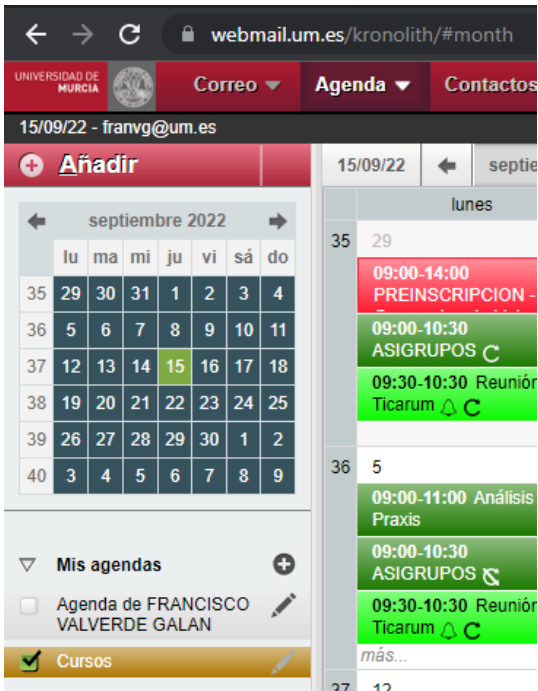 webmail.um.es/kronolith/#month
UNIVERSIDAD DE
MURCIA
Correo
Agenda
Contactos
15/09/22 - franvg@um.es
Añadir
septiembre 2022
lu ma mi ju vi sá do
35 29 30 31 1 2 3 4
36 5 6 7 8 9 10 11
37 12 13 14 15 16 17 18
38 19 20 21 22 23 24 25
39 26 27 28 29 30 1 2
40 3 4 5 6 7 8 9
Mis agendas
Agenda de FRANCISCO
VALVERDE GALAN
Cursos
15/09/22
septie
lunes
35 29
09:00-14:00
PREINSCRIPCION -
09:00-10:30
ASIGRUPOS
09:30-10:30 Reunión
Ticarum
36 5
09:00-11:00 Análisis
Praxis
09:00-10:30
ASIGRUPOS
09:30-10:30 Reunión
Ticarum
más...
37 12